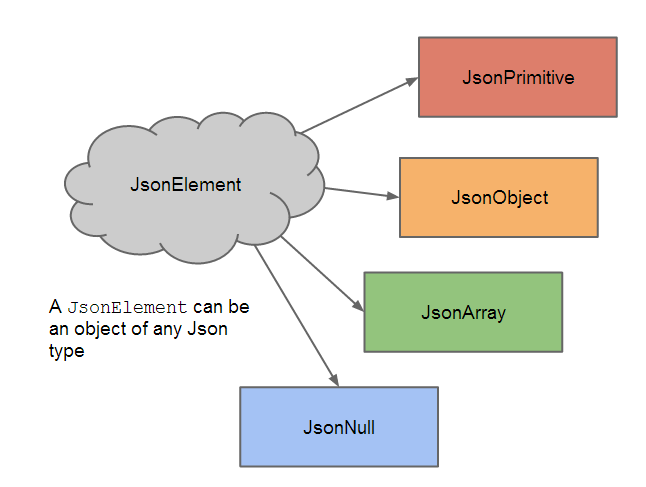 JsonPrimitive
JsonElement
JsonObject
A JsonElement can be
an object of any Json
type
JsonArray
JsonNull